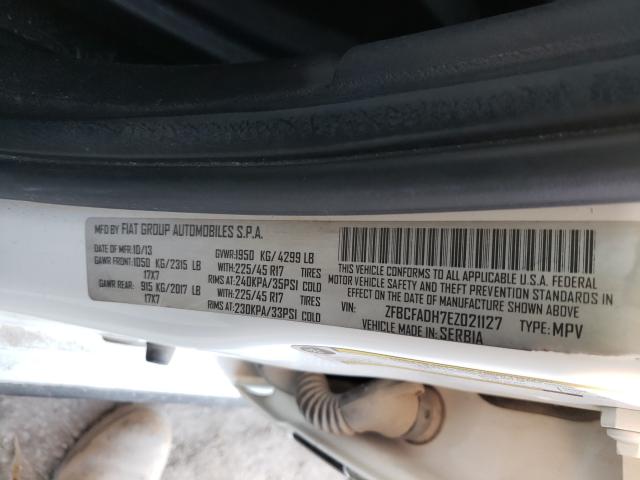 MFD BY FIAT GROUP AUTOMOBILES S.P.A.
DATE OF MFR:10/13 GVWR:1950 KG/4299 LB
GAWR FRONT:1050 KG/2315 LB WITH:225/45 R17 TIRES
17X7 RIMS AT:240KPA/35PSI COLD
GAWR REAR: 915 KG/2017 LB WITH:225/45 R17 TIRES
17X7 RIMS AT:230KPA/33PSI COLD
THIS VEHICLE CONFORMS TO ALL APPLICABLE U.S.A. FEDERAL
MOTOR VEHICLE SAFETY AND THEFT PREVENTION STANDARDS
IN EFFECT ON THE DATE OF MANUFACTURE SHOWN ABOVE
VIN: ZFBCFADH7EZ021127 TYPE: MPV
VEHICLE MADE IN: SERBIA